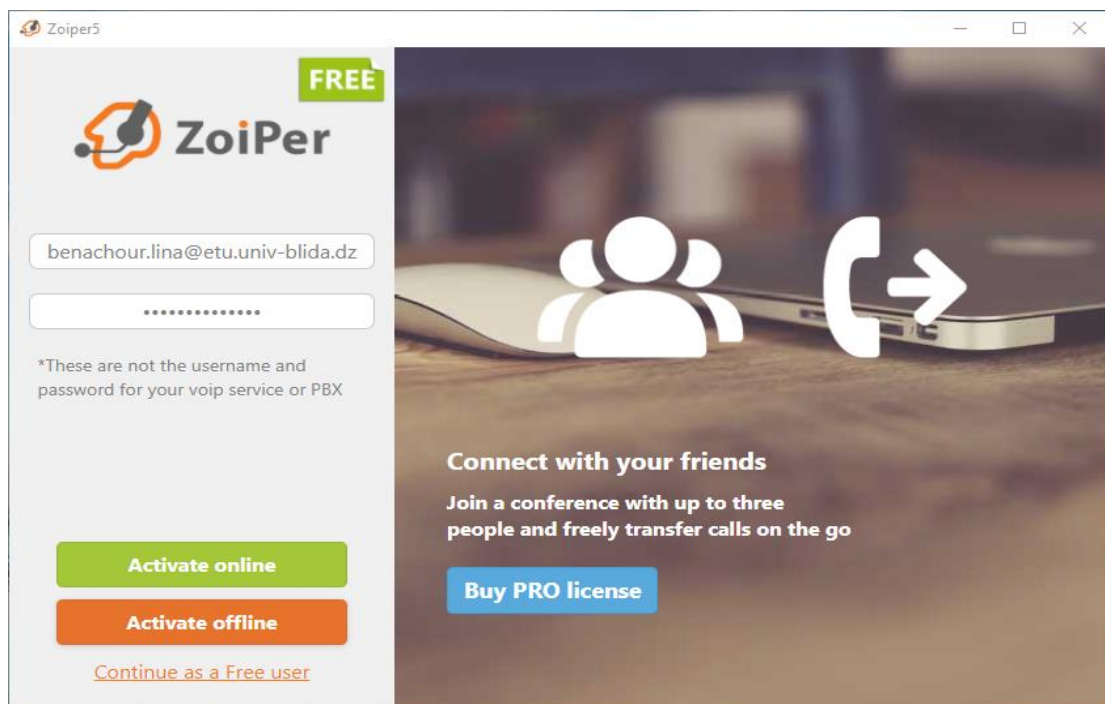 Zoiper5
FREE
ZoiPer
benachour.lina@etu.univ-blida.dz
••••••••••••••
*These are not the username and
password for your voip service or PBX
Activate online
Activate offline
Continue as a Free user
Connect with your friends
Join a conference with up to three
people and freely transfer calls on the go
Buy PRO license